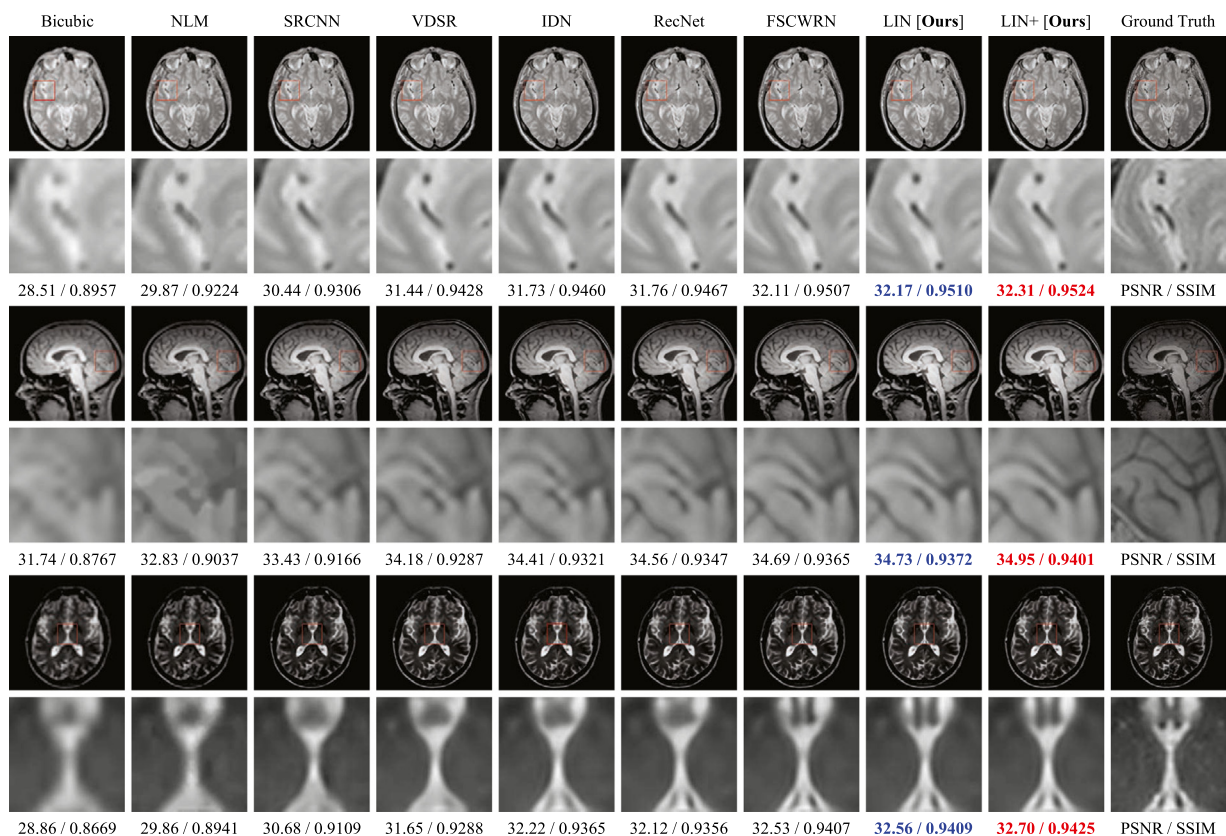 Bicubic NLM SRCNN VDSR IDN RecNet FSCWRN LIN [Ours] LIN+ [Ours] Ground Truth
28.51 / 0.8957 29.87 / 0.9224 30.44 / 0.9306 31.44 / 0.9428 31.73 / 0.9460 31.76 / 0.9467 32.11 / 0.9507 32.17 / 0.9510 32.31 / 0.9524 PSNR / SSIM
31.74 / 0.8767 32.83 / 0.9037 33.43 / 0.9166 34.18 / 0.9287 34.41 / 0.9321 34.56 / 0.9347 34.69 / 0.9365 34.73 / 0.9372 34.95 / 0.9401 PSNR / SSIM
28.86 / 0.8669 29.86 / 0.8941 30.68 / 0.9109 31.65 / 0.9288 32.22 / 0.9365 32.12 / 0.9356 32.53 / 0.9407 32.56 / 0.9409 32.70 / 0.9425 PSNR / SSIM